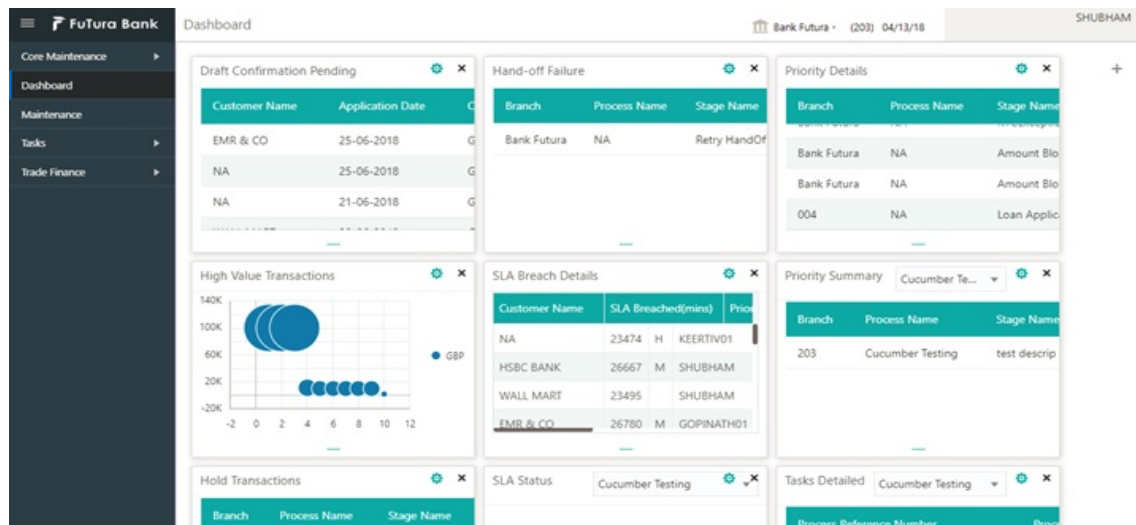 FuTura Bank
Dashboard
Bank Futura - (203) 04/13/18
SHUBHAM
Core Maintenance
Dashboard
Maintenance
Tasks
Trade Finance
Draft Confirmation Pending
Customer Name Application Date
EMR & CO 25-06-2018 G
NA 25-06-2018 G
NA 21-06-2018 G
Hand-off Failure
Branch Process Name Stage Name
Bank Futura NA Retry HandOf
Priority Details
Branch Process Name Stage Name
Bank Futura NA Amount Blo
Bank Futura NA Amount Blo
004 NA Loan Applic
High Value Transactions
140K
100K
60K
20K
-20K
-2 0 2 4 6 8 10 12
GBP
SLA Breach Details
Customer Name SLA Breached(mins) Prior
NA 23474 H KEERTIV01
HSBC BANK 26667 M SHUBHAM
WALL MART 23495 SHUBHAM
EMR & CO 26780 M GOPINATH01
Priority Summary Cucumber Te...
Branch Process Name Stage Name
203 Cucumber Testing test descrip
Hold Transactions
Branch Process Name Stage Name
SLA Status Cucumber Testing
Tasks Detailed Cucumber Testing
Process Reference Number Proc